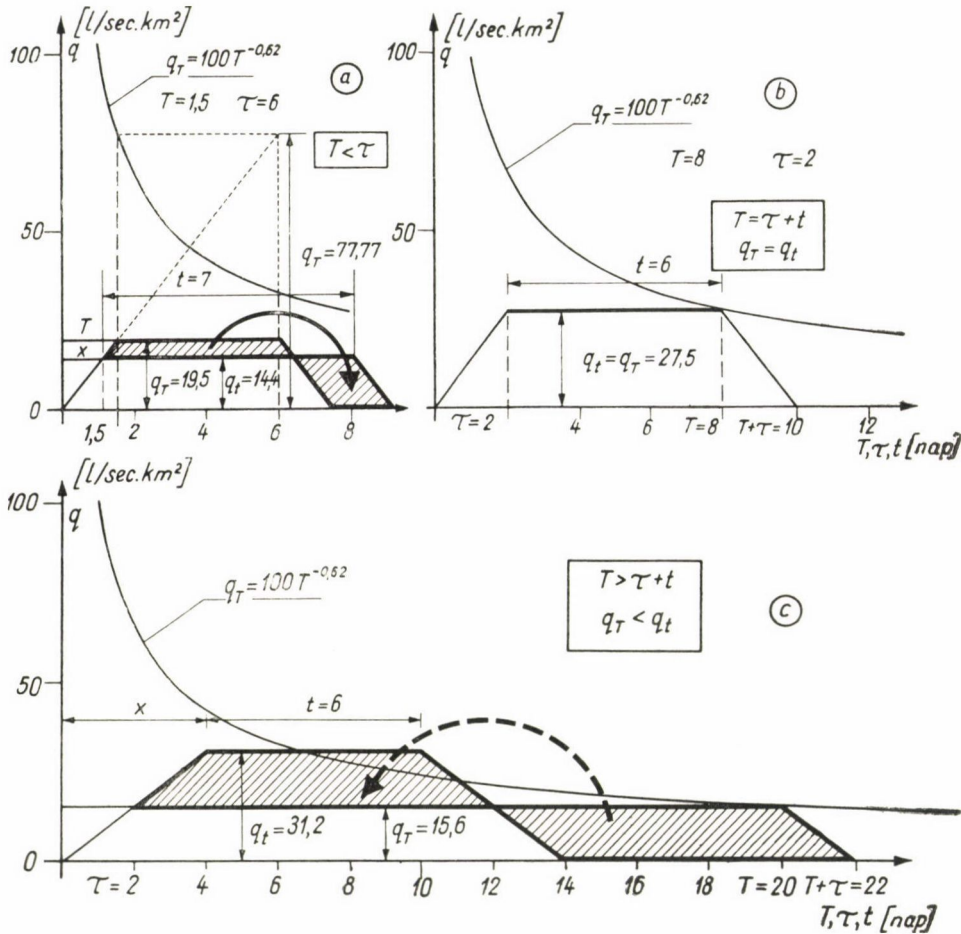 [l/sec.km²]
q
100
50
0
q_T=100T^-0,62
T=1,5 τ=6
a
T<τ
q_T=77,77
t=7
T
x
q_T=19,5
q_t=14,4
1,5 2 4 6 8
[l/sec.km²]
q
100
50
0
q_T=100T^-0,62
b
T=8 τ=2
T=τ+t
q_T=q_t
t=6
q_t=q_T=27,5
τ=2 4 6 T=8 T+τ=10 12
T,τ,t [nap]
[l/sec.km²]
q
100
50
0
q_T=100T^-0,62
T>τ+t
q_T<q_t
c
x
t=6
q_t=31,2
q_T=15,6
τ=2 4 6 8 10 12 14 16 18 T=20 T+τ=22
T,τ,t [nap]